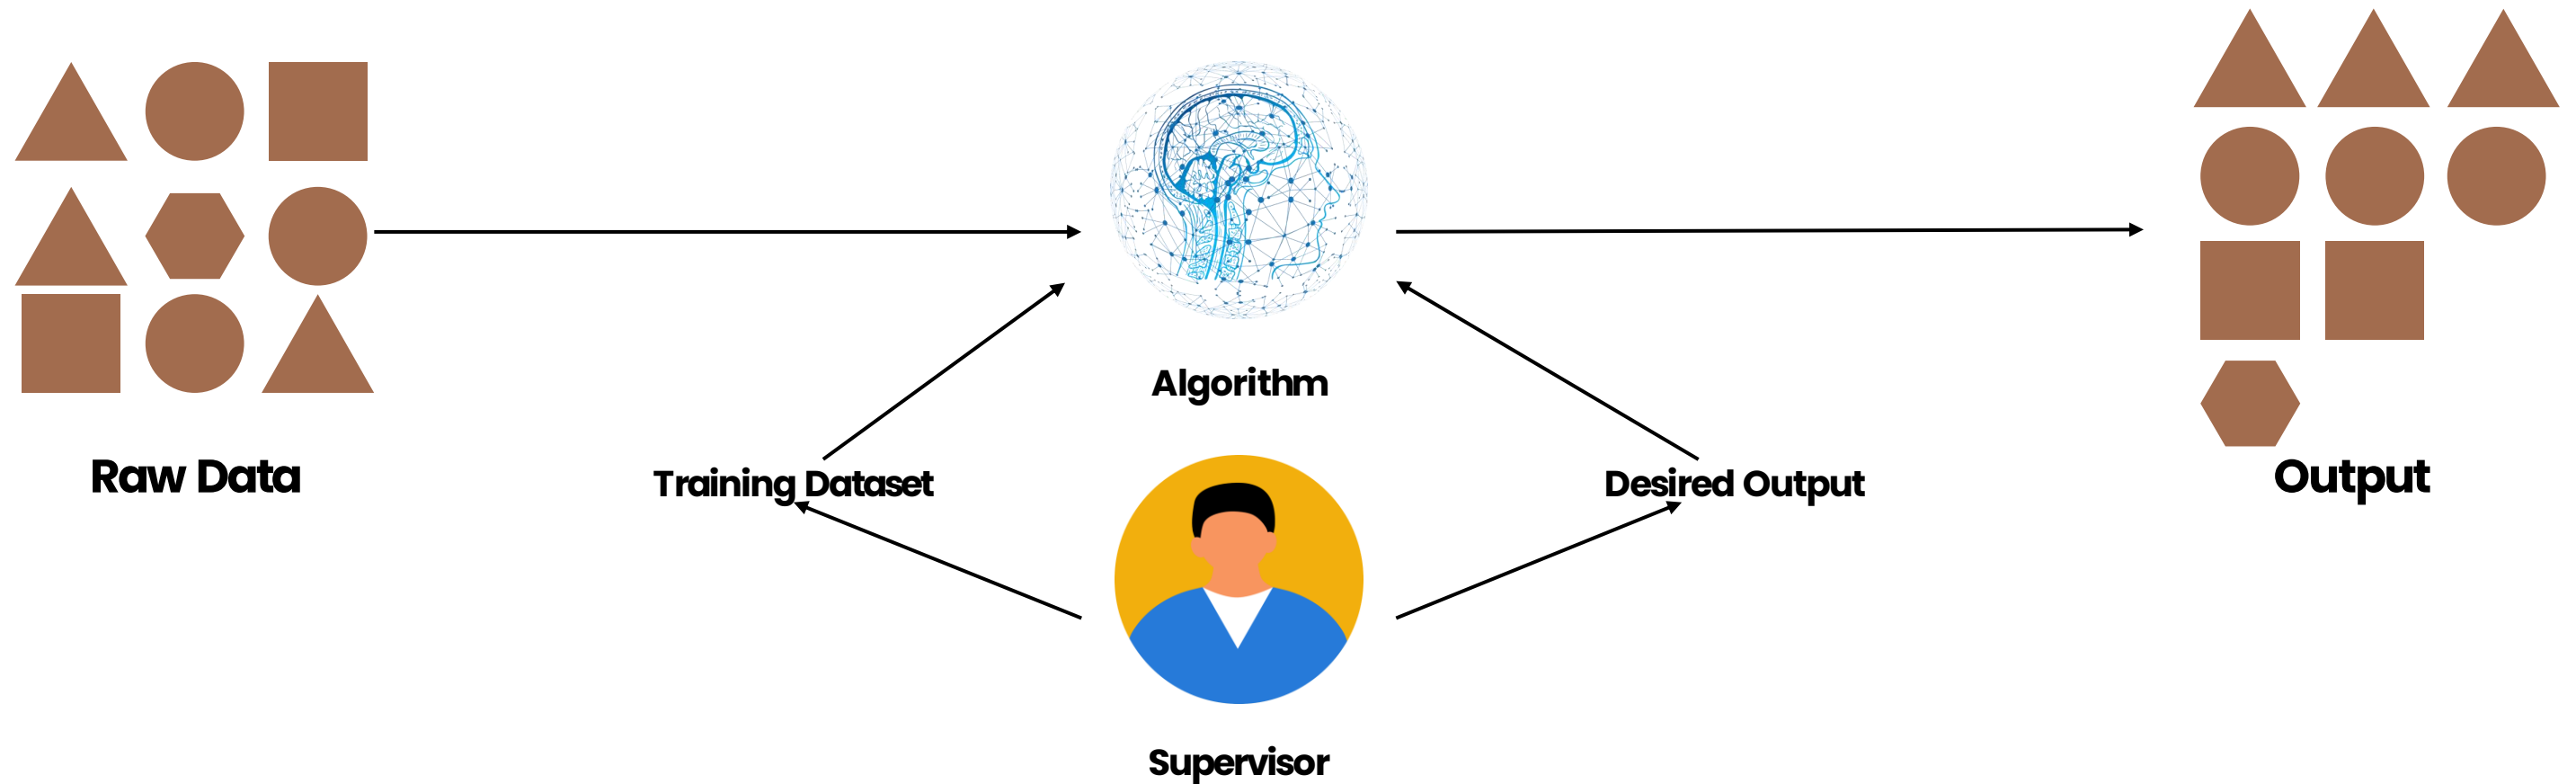 Algorithm
Raw Data
Training Dataset
Desired Output
Output
Supervisor